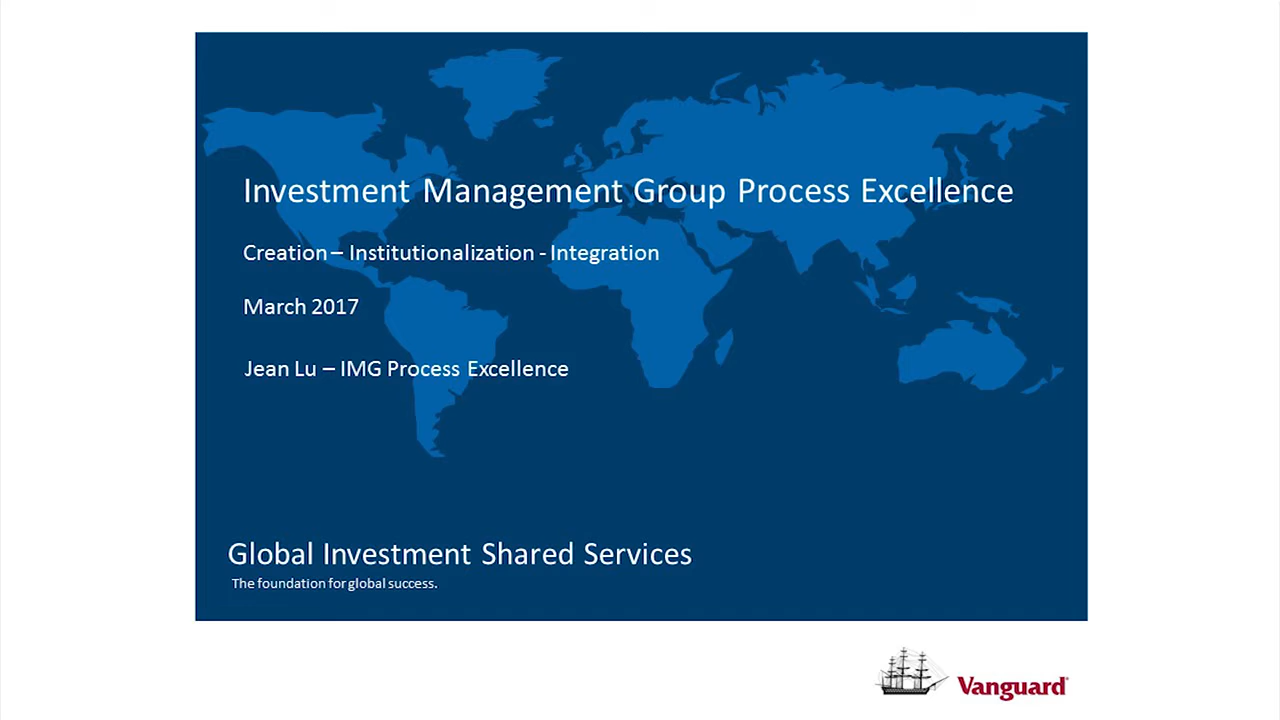 Investment Management Group Process Excellence
Creation – Institutionalization - Integration
March 2017
Jean Lu – IMG Process Excellence
Global Investment Shared Services
The foundation for global success.
Vanguard®